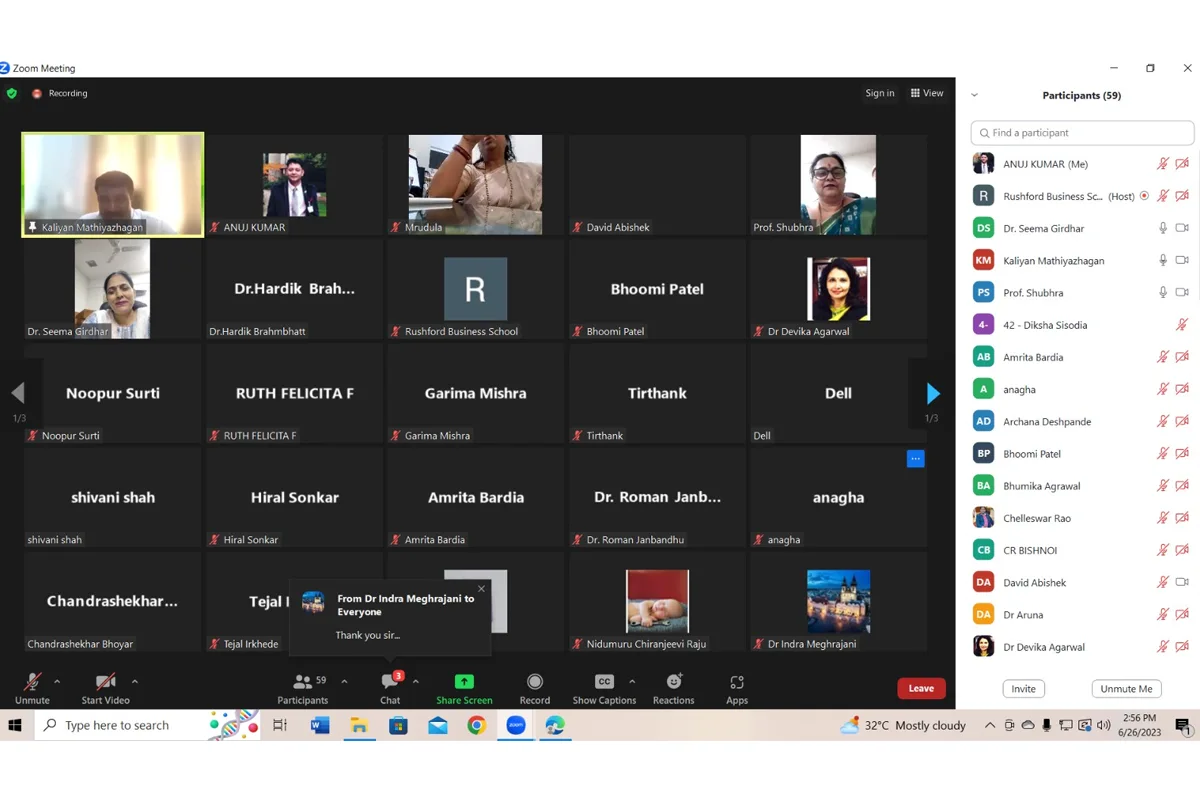 Zoom Meeting
Recording
Sign in
View
Kaliyan Mathiyazhagan
ANUJ KUMAR
Mrudula
David Abishek
Prof. Shubhra
Dr. Seema Girdhar
Dr.Hardik Brah...
Dr.Hardik Brahmbhatt
R
Rushford Business School
Bhoomi Patel
Bhoomi Patel
Dr Devika Agarwal
1/3
Noopur Surti
Noopur Surti
RUTH FELICITA F
RUTH FELICITA F
Garima Mishra
Garima Mishra
Tirthank
Tirthank
Dell
Dell
1/3
shivani shah
shivani shah
Hiral Sonkar
Hiral Sonkar
Amrita Bardia
Amrita Bardia
Dr. Roman Janb...
Dr. Roman Janbandhu
...
anagha
anagha
Chandrashekhar...
Chandrashekhar Bhoyar
Tejal
Tejal Irkhede
From Dr Indra Meghrajani to
Everyone
Thank you sir...
Nidumuru Chiranjeevi Raju
Dr Indra Meghrajani
Unmute
Start Video
Participants
59
Chat
3
Share Screen
Record
CC
Show Captions
Reactions
Apps
Leave
Participants (59)
Find a participant
ANUJ KUMAR (Me)
R Rushford Business Sc... (Host)
DS Dr. Seema Girdhar
KM Kaliyan Mathiyazhagan
PS Prof. Shubhra
4- 42 - Diksha Sisodia
AB Amrita Bardia
A anagha
AD Archana Deshpande
BP Bhoomi Patel
BA Bhumika Agrawal
Chelleswar Rao
CB CR BISHNOI
DA David Abishek
DA Dr Aruna
Dr Devika Agarwal
Invite
Unmute Me
Type here to search
W
zoom
32°C Mostly cloudy
2:56 PM
6/26/2023
1